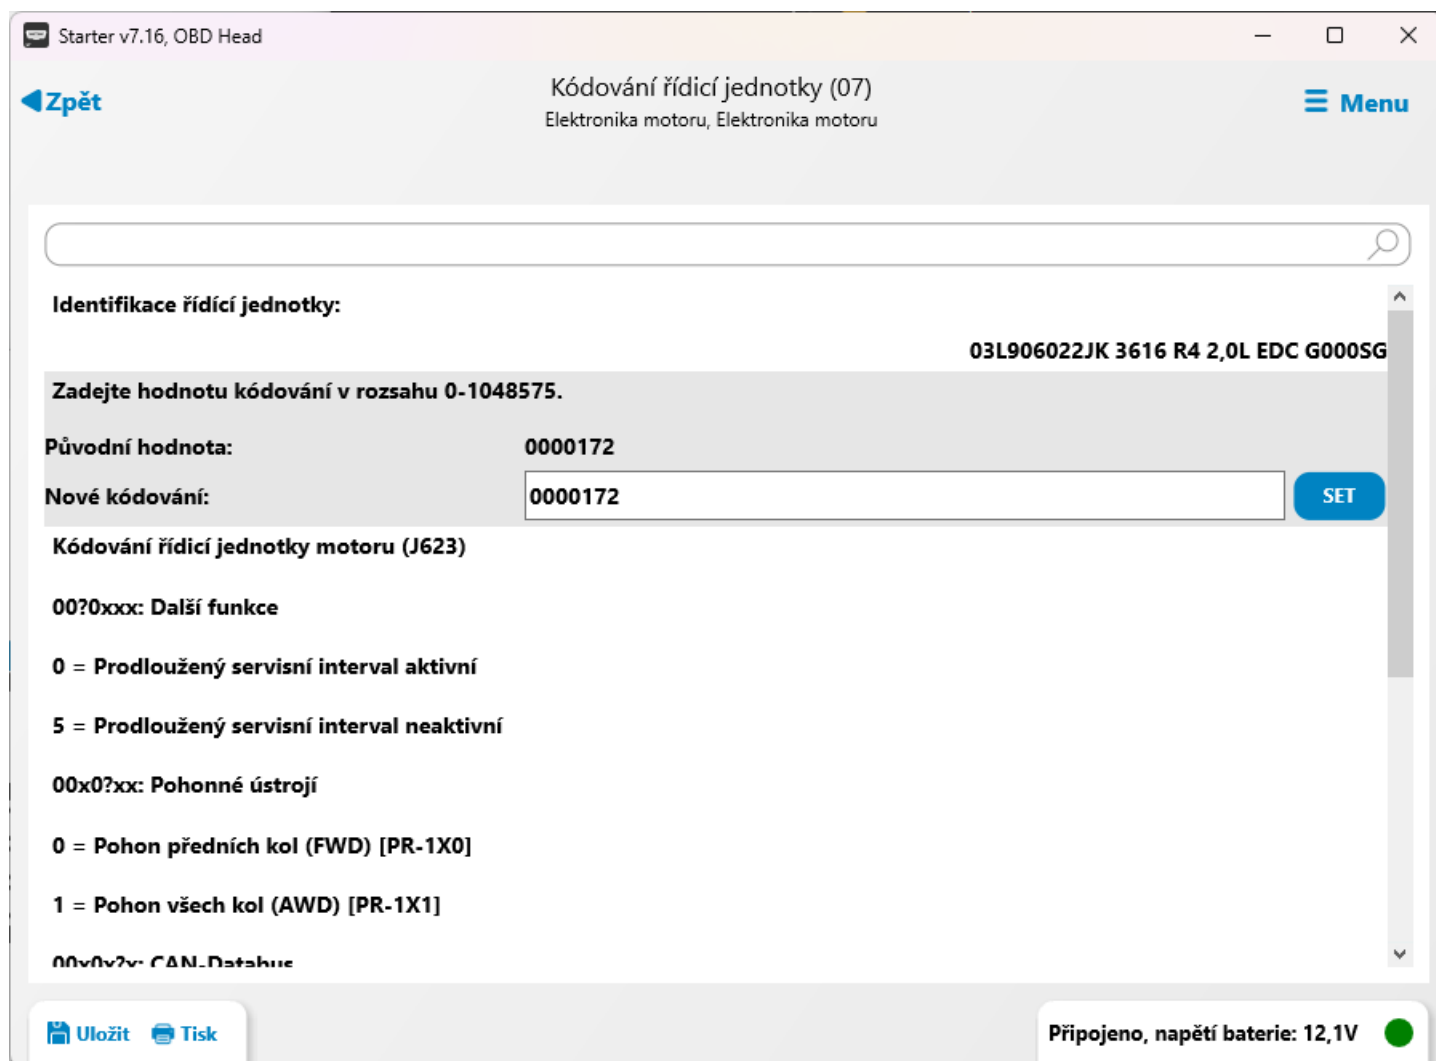 Starter v7.16, OBD Head
Zpět
Kódování řídicí jednotky (07)
Elektronika motoru, Elektronika motoru
Menu
Identifikace řídící jednotky:
03L906022JK 3616 R4 2,0L EDC G000SG
Zadejte hodnotu kódování v rozsahu 0-1048575.
Původní hodnota: 0000172
Nové kódování: 0000172 SET
Kódování řídicí jednotky motoru (J623)
00?0xxx: Další funkce
0 = Prodloužený servisní interval aktivní
5 = Prodloužený servisní interval neaktivní
00x0?xx: Pohonné ústrojí
0 = Pohon předních kol (FWD) [PR-1X0]
1 = Pohon všech kol (AWD) [PR-1X1]
00x0x?x: CAN-Databus
Uložit Tisk
Připojeno, napětí baterie: 12,1V